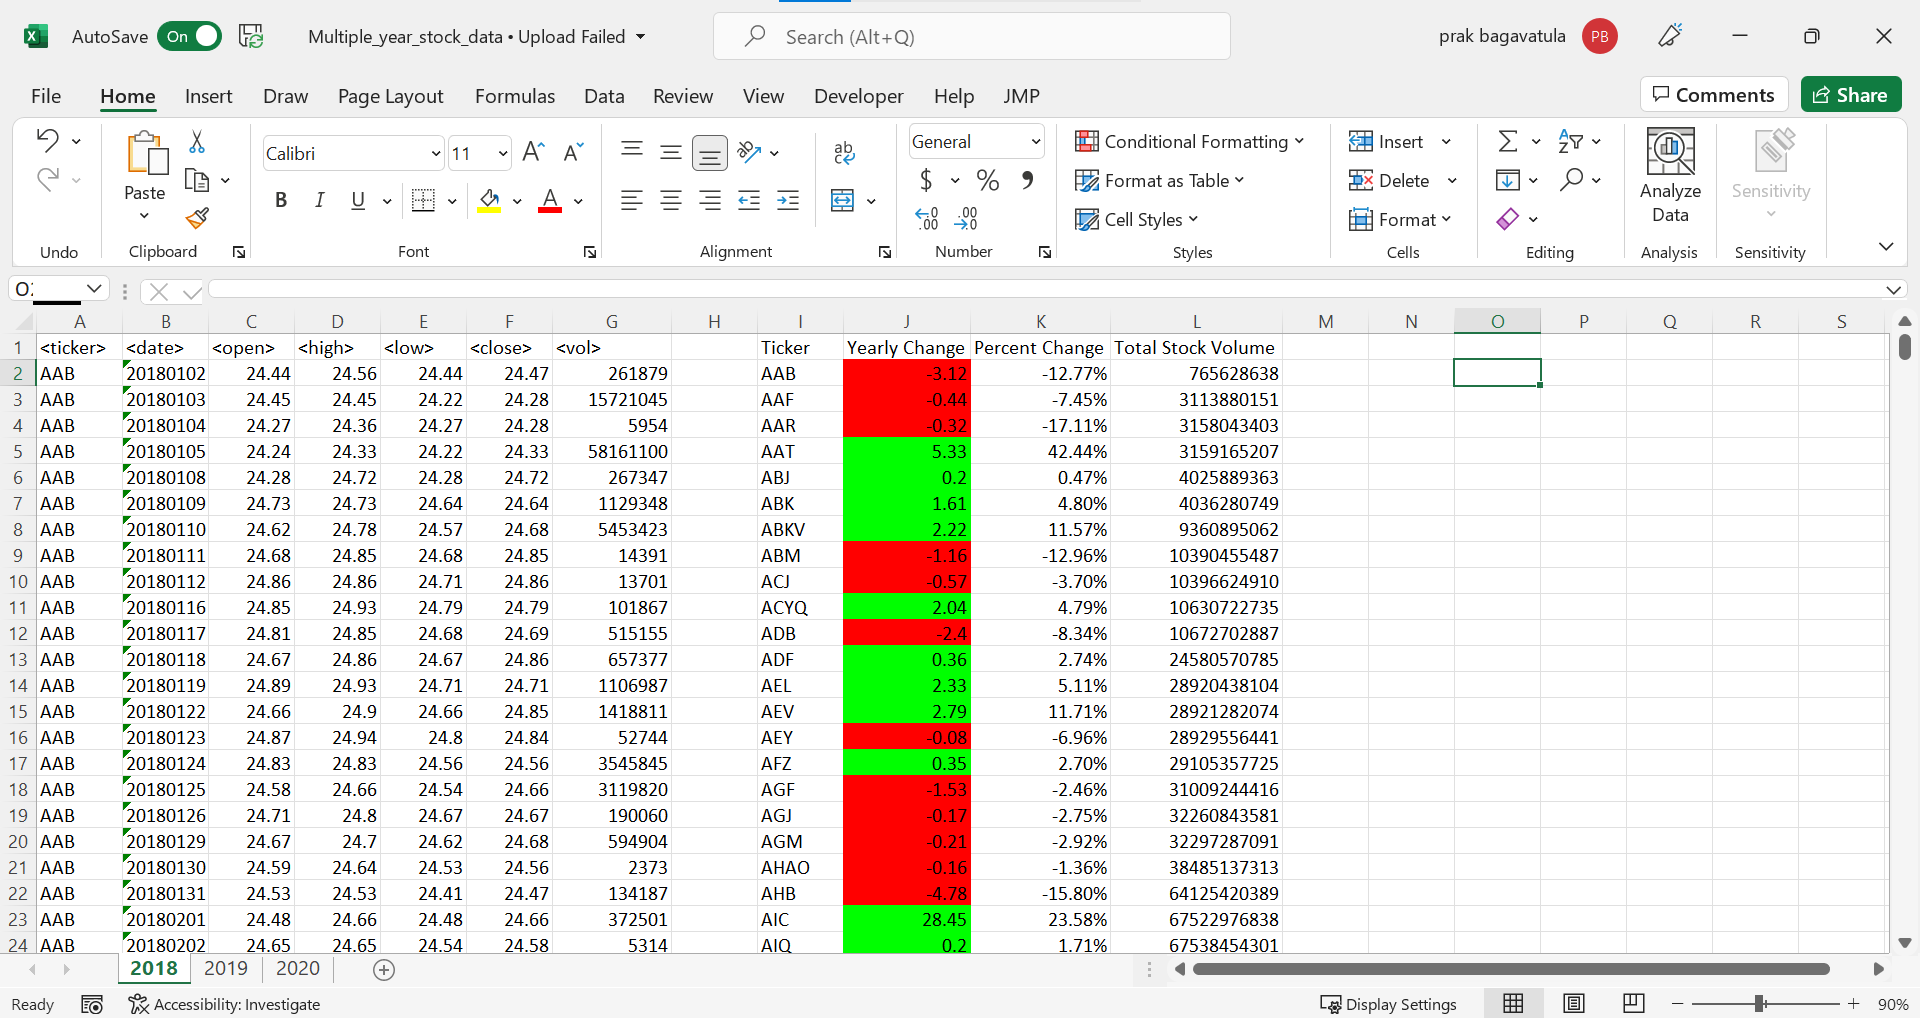 AutoSave On Multiple_year_stock_data • Upload Failed Search (Alt+Q) prak bagavatula PB
File Home Insert Draw Page Layout Formulas Data Review View Developer Help JMP Comments Share
Paste Calibri 11 General Conditional Formatting Format as Table Cell Styles Insert Delete Format Analyze Data Sensitivity
Undo Clipboard Font Alignment Number Styles Cells Editing Analysis Sensitivity
A B C D E F G H I J K L M N O P Q R S
1 <ticker> <date> <open> <high> <low> <close> <vol> Ticker Yearly Change Percent Change Total Stock Volume
2 AAB 20180102 24.44 24.56 24.44 24.47 261879 AAB -3.12 -12.77% 765628638
3 AAB 20180103 24.45 24.45 24.22 24.28 15721045 AAF -0.44 -7.45% 3113880151
4 AAB 20180104 24.27 24.36 24.27 24.28 5954 AAR -0.32 -17.11% 3158043403
5 AAB 20180105 24.24 24.33 24.22 24.33 58161100 AAT 5.33 42.44% 3159165207
6 AAB 20180108 24.28 24.72 24.28 24.72 267347 ABJ 0.2 0.47% 4025889363
7 AAB 20180109 24.73 24.73 24.64 24.64 1129348 ABK 1.61 4.80% 4036280749
8 AAB 20180110 24.62 24.78 24.57 24.68 5453423 ABKV 2.22 11.57% 9360895062
9 AAB 20180111 24.68 24.85 24.68 24.85 14391 ABM -1.16 -12.96% 10390455487
10 AAB 20180112 24.86 24.86 24.71 24.86 13701 ACJ -0.57 -3.70% 10396624910
11 AAB 20180116 24.85 24.93 24.79 24.79 101867 ACYQ 2.04 4.79% 10630722735
12 AAB 20180117 24.81 24.85 24.68 24.69 515155 ADB -2.4 -8.34% 10672702887
13 AAB 20180118 24.67 24.86 24.67 24.86 657377 ADF 0.36 2.74% 24580570785
14 AAB 20180119 24.89 24.93 24.71 24.71 1106987 AEL 2.33 5.11% 28920438104
15 AAB 20180122 24.66 24.9 24.66 24.85 1418811 AEV 2.79 11.71% 28921282074
16 AAB 20180123 24.87 24.94 24.8 24.84 52744 AEY -0.08 -6.96% 28929556441
17 AAB 20180124 24.83 24.83 24.56 24.56 3545845 AFZ 0.35 2.70% 29105357725
18 AAB 20180125 24.58 24.66 24.54 24.66 3119820 AGF -1.53 -2.46% 31009244416
19 AAB 20180126 24.71 24.8 24.67 24.67 190060 AGJ -0.17 -2.75% 32260843581
20 AAB 20180129 24.67 24.7 24.62 24.68 594904 AGM -0.21 -2.92% 32297287091
21 AAB 20180130 24.59 24.64 24.53 24.56 2373 AHAO -0.16 -1.36% 38485137313
22 AAB 20180131 24.53 24.53 24.41 24.47 134187 AHB -4.78 -15.80% 64125420389
23 AAB 20180201 24.48 24.66 24.48 24.66 372501 AIC 28.45 23.58% 67522976838
24 AAB 20180202 24.65 24.65 24.54 24.58 5314 AIQ 0.2 1.71% 67538454301
2018 2019 2020
Ready Accessibility: Investigate Display Settings 90%